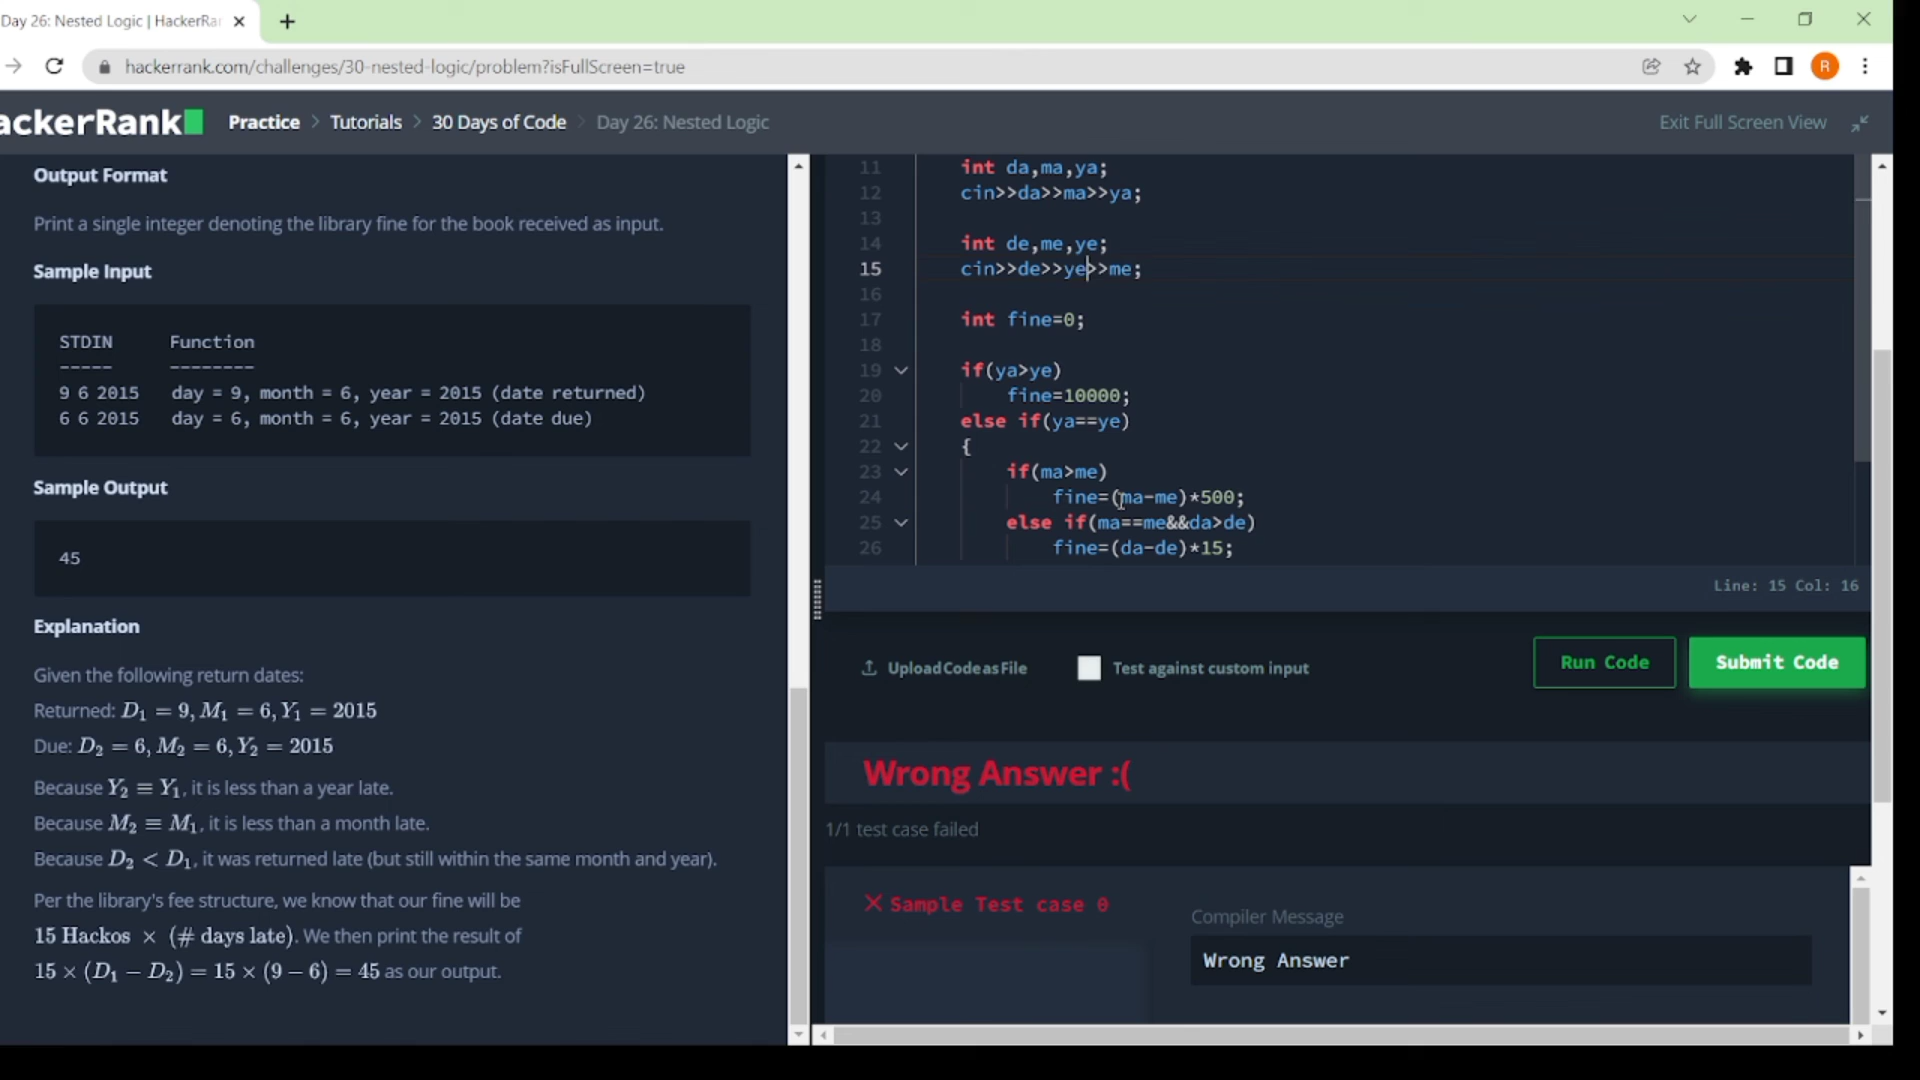 Day 26: Nested Logic | HackerRa
hackerrank.com/challenges/30-nested-logic/problem?isFullScreen=true
R
ackerRank
Practice > Tutorials > 30 Days of Code > Day 26: Nested Logic
Exit Full Screen View
Output Format
Print a single integer denoting the library fine for the book received as input.
Sample Input
STDIN Function
----- --------
9 6 2015 day = 9, month = 6, year = 2015 (date returned)
6 6 2015 day = 6, month = 6, year = 2015 (date due)
Sample Output
45
Explanation
Given the following return dates:
Returned: D₁ = 9, M₁ = 6, Y₁ = 2015
Due: D₂ = 6, M₂ = 6, Y₂ = 2015
Because Y₂ ≡ Y₁, it is less than a year late.
Because M₂ ≡ M₁, it is less than a month late.
Because D₂ < D₁, it was returned late (but still within the same month and year).
Per the library's fee structure, we know that our fine will be
15 Hackos × (# days late). We then print the result of
15 × (D₁ − D₂) = 15 × (9 − 6) = 45 as our output.
11 int da,ma,ya;
12 cin>>da>>ma>>ya;
13
14 int de,me,ye;
15 cin>>de>>ye>>me;
16
17 int fine=0;
18
19 if(ya>ye)
20 fine=10000;
21 else if(ya==ye)
22 {
23 if(ma>me)
24 fine=(ma-me)*500;
25 else if(ma==me&&da>de)
26 fine=(da-de)*15;
Line: 15 Col: 16
Upload Code as File
Test against custom input
Run Code
Submit Code
Wrong Answer :(
1/1 test case failed
Sample Test case 0
Compiler Message
Wrong Answer